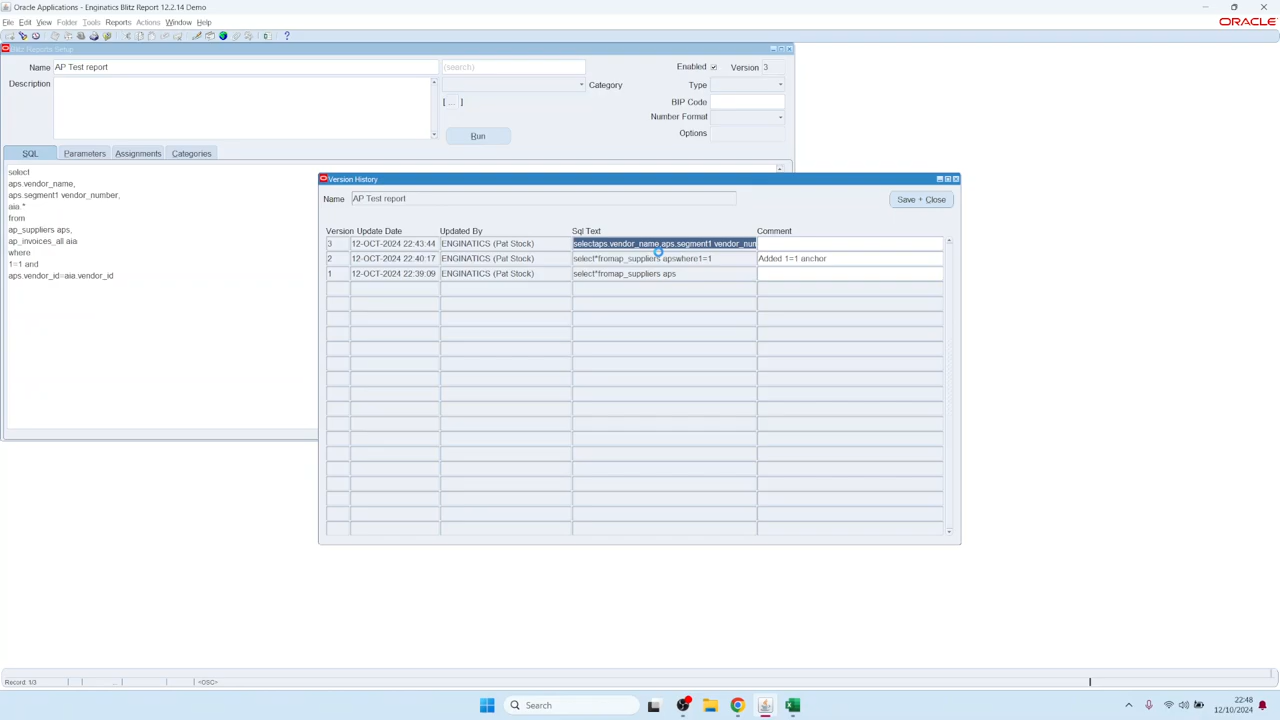 Oracle Applications - Enginatics Blitz Report 12.2.14 Demo
File Edit View Folder Tools Reports Actions Window Help
ORACLE
Blitz Reports Setup
Name AP Test report (search) Enabled Version 3
Description Category Type
[ ... ] BIP Code
Number Format
Run Options
SQL Parameters Assignments Categories
select
aps.vendor_name,
aps.segment1 vendor_number,
aia.*
from
ap_suppliers aps,
ap_invoices_all aia
where
1=1 and
aps.vendor_id=aia.vendor_id
Version History
Name AP Test report Save + Close
Version Update Date Updated By Sql Text Comment
3 12-OCT-2024 22:43:44 ENGINATICS (Pat Stock) selectaps.vendor_name,aps.segment1 vendor_num
2 12-OCT-2024 22:40:17 ENGINATICS (Pat Stock) select*fromap_suppliers apswhere1=1 Added 1=1 anchor
1 12-OCT-2024 22:39:09 ENGINATICS (Pat Stock) select*fromap_suppliers aps
Record: 1/3 ... <OSC>
Search
22:48
12/10/2024